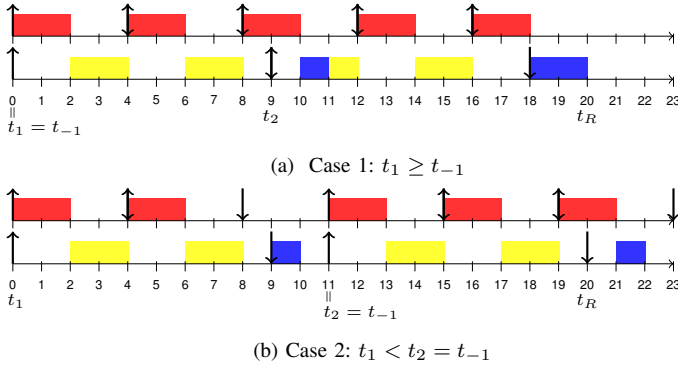 0 1 2 3 4 5 6 7 8 9 10 11 12 13 14 15 16 17 18 19 20 21 22 23
=
t₁ = t₋₁ t₂ t_R
(a) Case 1: t₁ ≥ t₋₁
0 1 2 3 4 5 6 7 8 9 10 11 12 13 14 15 16 17 18 19 20 21 22 23
t₁ = t_R
t₂ = t₋₁
(b) Case 2: t₁ < t₂ = t₋₁